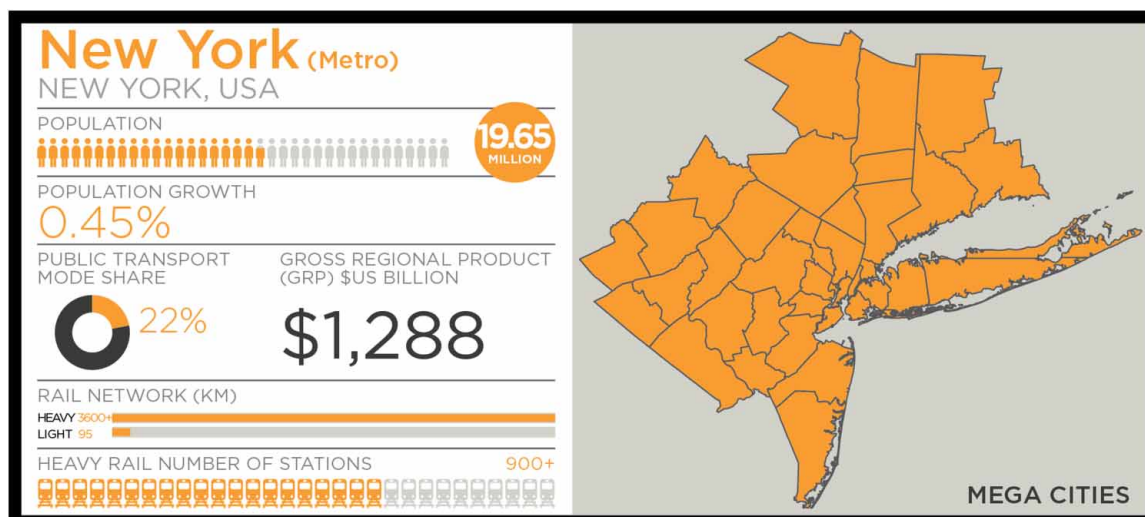 New York (Metro)
NEW YORK, USA
POPULATION
19.65
MILLION
POPULATION GROWTH
0.45%
PUBLIC TRANSPORT
MODE SHARE
22%
GROSS REGIONAL PRODUCT
(GRP) $US BILLION
$1,288
RAIL NETWORK (KM)
HEAVY 3600+
LIGHT 95
HEAVY RAIL NUMBER OF STATIONS 900+
MEGA CITIES